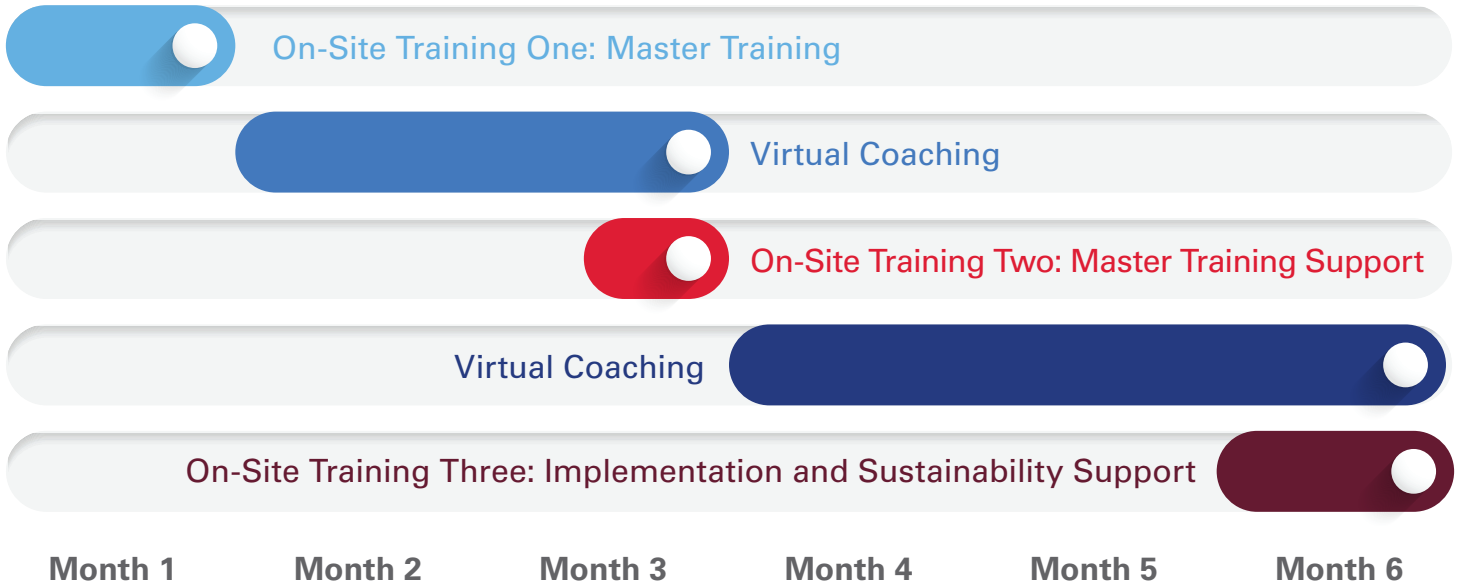 On-Site Training One: Master Training
Virtual Coaching
On-Site Training Two: Master Training Support
Virtual Coaching
On-Site Training Three: Implementation and Sustainability Support
Month 1 Month 2 Month 3 Month 4 Month 5 Month 6